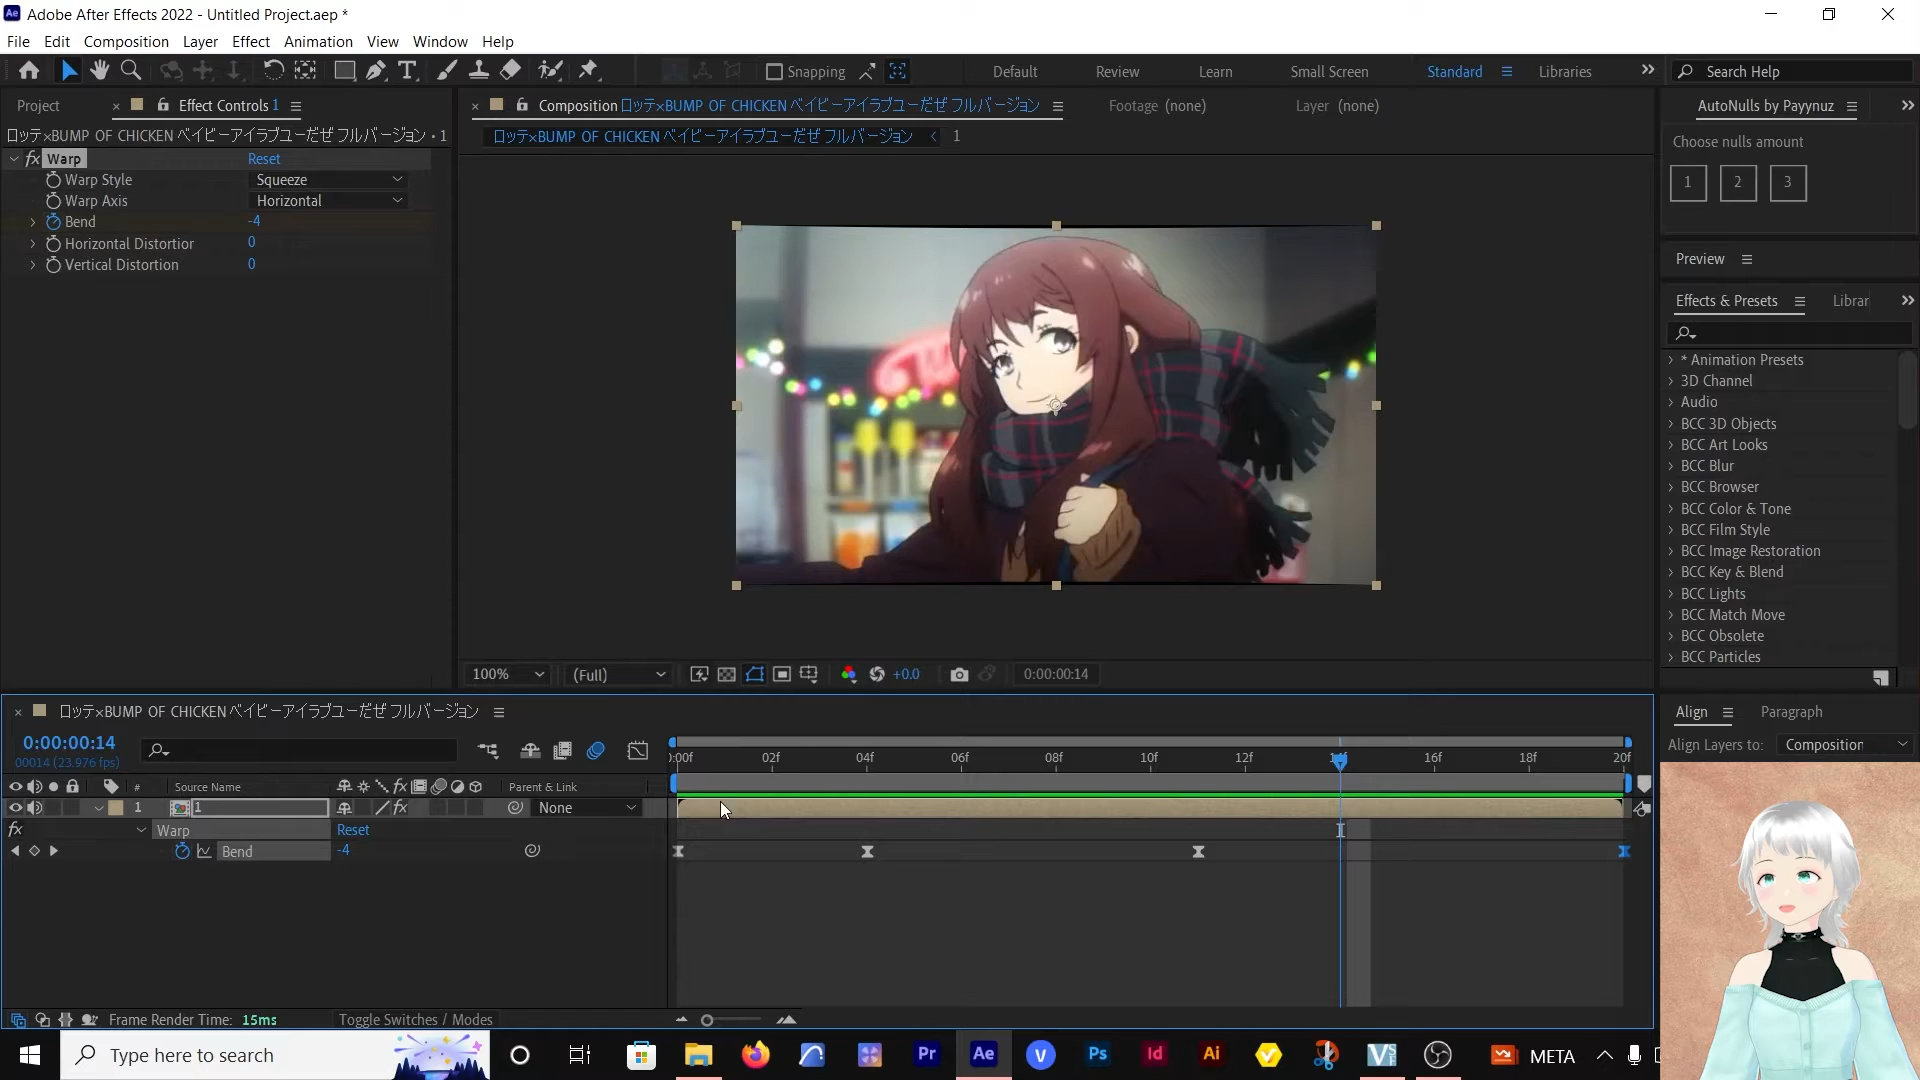 Adobe After Effects 2022 - Untitled Project.aep *
File Edit Composition Layer Effect Animation View Window Help
Snapping
Default Review Learn Small Screen Standard Libraries
Search Help
Project
Effect Controls 1
Composition ロッテ×BUMP OF CHICKEN ベイビーアイラブユーだぜ フルバージョン
Footage (none)
Layer (none)
AutoNulls by Payynuz
ロッテ×BUMP OF CHICKEN ベイビーアイラブユーだぜ フルバージョン • 1
ロッテ×BUMP OF CHICKEN ベイビーアイラブユーだぜ フルバージョン 1
Choose nulls amount
1 2 3
fx Warp Reset
Warp Style Squeeze
Warp Axis Horizontal
Bend -4
Horizontal Distortior 0
Vertical Distortion 0
Preview
Effects & Presets Librar
* Animation Presets
3D Channel
Audio
BCC 3D Objects
BCC Art Looks
BCC Blur
BCC Browser
BCC Color & Tone
BCC Film Style
BCC Image Restoration
BCC Key & Blend
BCC Lights
BCC Match Move
BCC Obsolete
BCC Particles
100% (Full) +0.0 0:00:00:14
ロッテ×BUMP OF CHICKEN ベイビーアイラブユーだぜ フルバージョン
Align Paragraph
Align Layers to: Composition
0:00:00:14
00014 (23.976 fps)
):00f 02f 04f 06f 08f 10f 12f 16f 18f 20f
# Source Name fx Parent & Link
1 1 fx None
fx Warp Reset
Bend -4
Frame Render Time: 15ms Toggle Switches / Modes
Type here to search
Pr Ae V Ps Id Ai
META